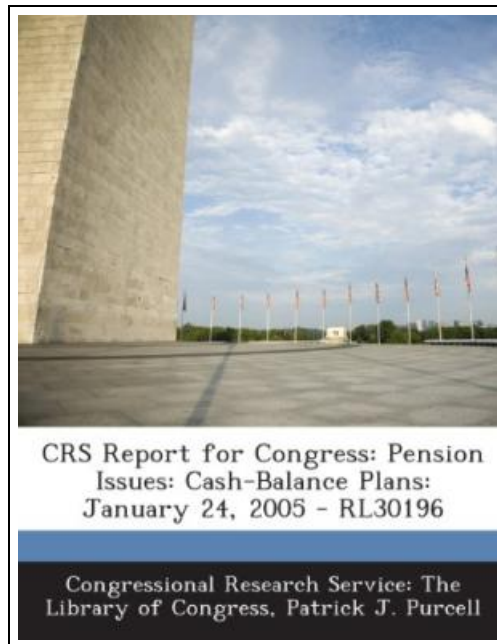 CRS Report for Congress: Pension
Issues: Cash-Balance Plans:
January 24, 2005 - RL30196
Congressional Research Service: The
Library of Congress, Patrick J. Purcell